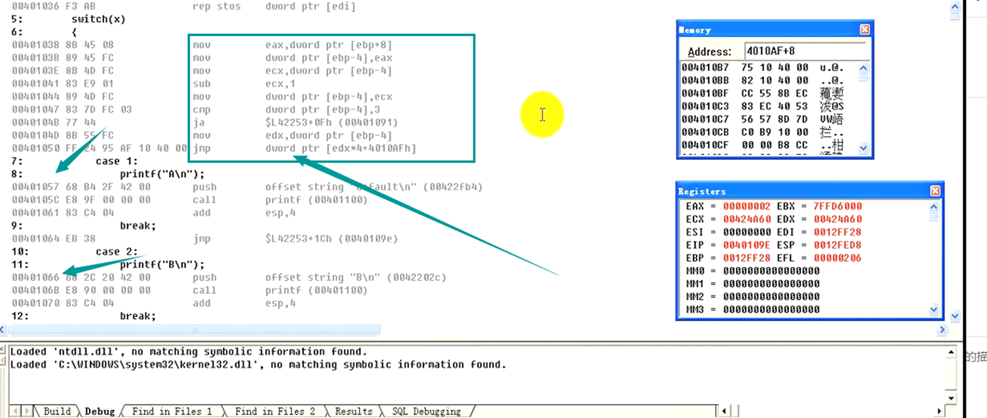 00401036 F3 AB rep stos dword ptr [edi]
5: switch(x)
6: {
00401038 8B 45 08 mov eax,dword ptr [ebp+8]
0040103B 89 45 FC mov dword ptr [ebp-4],eax
0040103E 8B 4D FC mov ecx,dword ptr [ebp-4]
00401041 83 E9 01 sub ecx,1
00401044 89 4D FC mov dword ptr [ebp-4],ecx
00401047 83 7D FC 03 cmp dword ptr [ebp-4],3
0040104B 77 44 ja $L42253+0Fh (00401091)
0040104D 8B 55 FC mov edx,dword ptr [ebp-4]
00401050 FF 24 95 AF 10 40 00 jmp dword ptr [edx*4+4010AFh]
7: case 1:
8: printf("A\n");
00401057 68 B4 2F 42 00 push offset string "default\n" (00422fb4)
0040105C E8 9F 00 00 00 call printf (00401100)
00401061 83 C4 04 add esp,4
9: break;
00401064 EB 38 jmp $L42253+1Ch (0040109e)
10: case 2:
11: printf("B\n");
00401066 68 2C 20 42 00 push offset string "B\n" (0042202c)
0040106B E8 90 00 00 00 call printf (00401100)
00401070 83 C4 04 add esp,4
12: break;
Memory
Address: 4010AF+8
004010B7 75 10 40 00 u.@.
004010BB 82 10 40 00 ..@.
004010BF CC 55 8B EC
004010C3 83 EC 40 53 @S
004010C7 56 57 8D 7D VW
004010CB C0 B9 10 00
004010CF 00 00 B8 CC ..柑
Registers
EAX = 00000002 EBX = 7FFD6000
ECX = 00424A60 EDX = 00424A60
ESI = 00000000 EDI = 0012FF28
EIP = 0040109E ESP = 0012FED8
EBP = 0012FF28 EFL = 00000206
MM0 = 0000000000000000
MM1 = 0000000000000000
MM2 = 0000000000000000
MM3 = 0000000000000000
Loaded 'ntdll.dll', no matching symbolic information found.
Loaded 'C:\WINDOWS\system32\kernel32.dll', no matching symbolic information found.
Build Debug Find in Files 1 Find in Files 2 Results SQL Debugging
的描